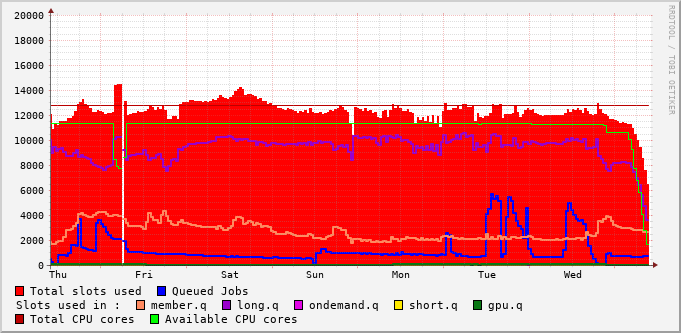 RRDTOOL / TOBI OETIKER
20000
18000
16000
14000
12000
10000
8000
6000
4000
2000
0
Thu Fri Sat Sun Mon Tue Wed
Total slots used Queued Jobs
Slots used in : member.q long.q ondemand.q short.q gpu.q
Total CPU cores Available CPU cores